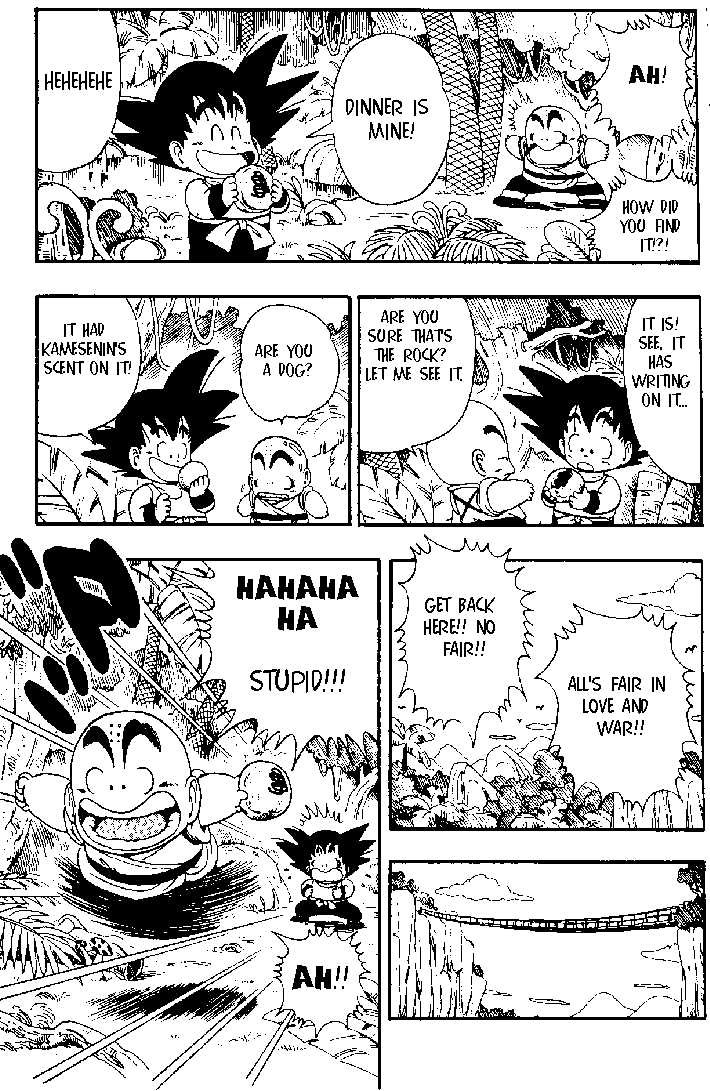 HEHEHEHE
DINNER IS
MINE!
AH!
HOW DID
YOU FIND
IT!?!
IT HAD
KAMESENIN'S
SCENT ON IT!
ARE YOU
A DOG?
ARE YOU
SURE THAT'S
THE ROCK?
LET ME SEE IT.
IT IS!
SEE, IT
HAS
WRITING
ON IT...
HAHAHA
HA
STUPID!!!
AH!!
GET BACK
HERE!! NO
FAIR!!
ALL'S FAIR IN
LOVE AND
WAR!!